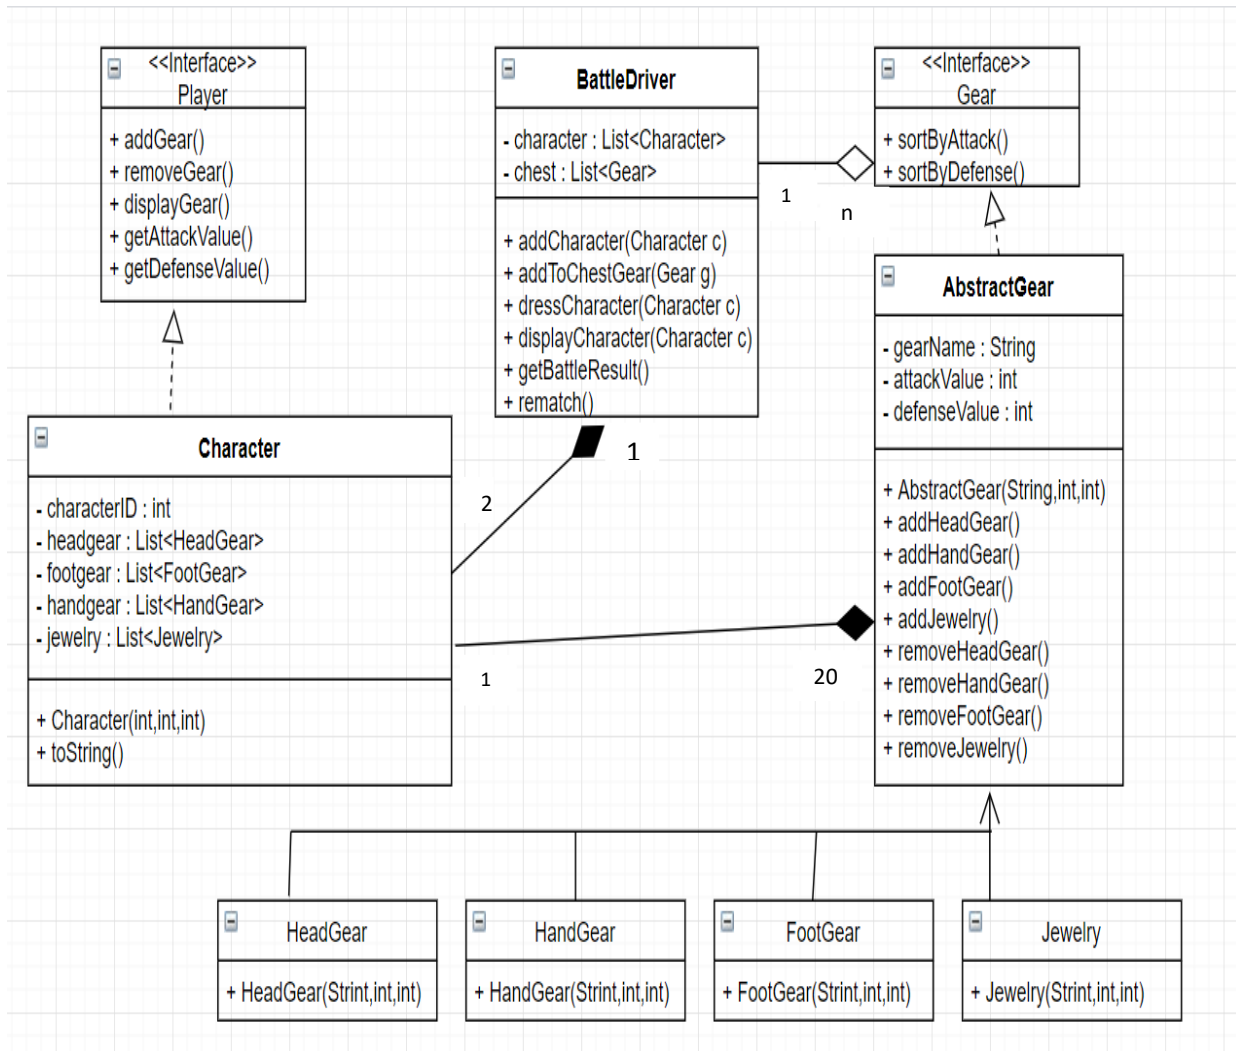 <<Interface>>
Player
+ addGear()
+ removeGear()
+ displayGear()
+ getAttackValue()
+ getDefenseValue()
BattleDriver
- character : List<Character>
- chest : List<Gear>
+ addCharacter(Character c)
+ addToChestGear(Gear g)
+ dressCharacter(Character c)
+ displayCharacter(Character c)
+ getBattleResult()
+ rematch()
<<Interface>>
Gear
+ sortByAttack()
+ sortByDefense()
1
n
AbstractGear
- gearName : String
- attackValue : int
- defenseValue : int
+ AbstractGear(String,int,int)
+ addHeadGear()
+ addHandGear()
+ addFootGear()
+ addJewelry()
+ removeHeadGear()
+ removeHandGear()
+ removeFootGear()
+ removeJewelry()
Character
- characterID : int
- headgear : List<HeadGear>
- footgear : List<FootGear>
- handgear : List<HandGear>
- jewelry : List<Jewelry>
+ Character(int,int,int)
+ toString()
1
2
1
20
HeadGear
+ HeadGear(Strint,int,int)
HandGear
+ HandGear(Strint,int,int)
FootGear
+ FootGear(Strint,int,int)
Jewelry
+ Jewelry(Strint,int,int)